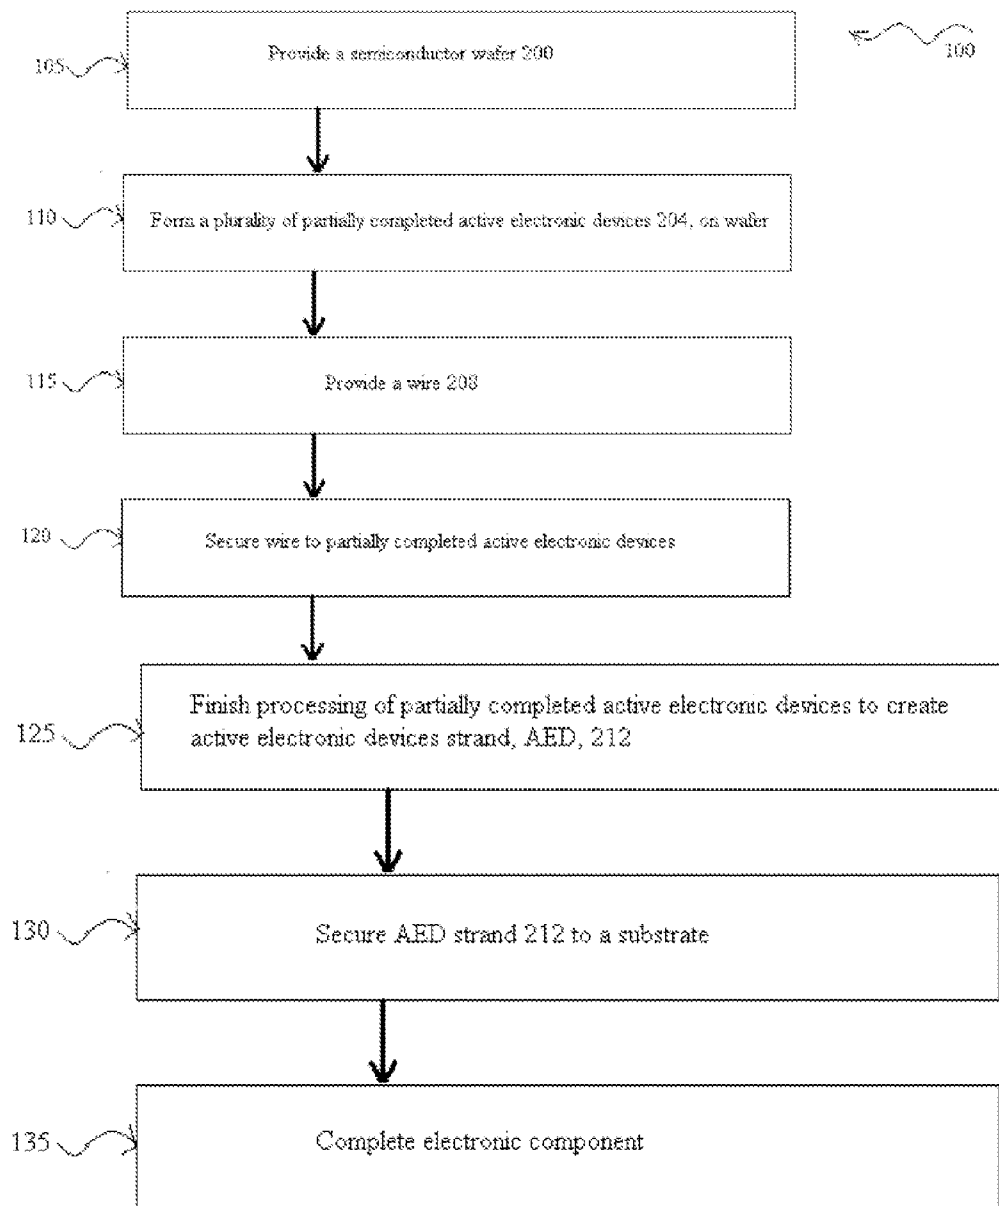 Provide a semiconductor wafer 200
100
105
Form a plurality of partially completed active electronic devices 204, on wafer
110
Provide a wire 208
115
Secure wire to partially completed active electronic devices
120
Finish processing of partially completed active electronic devices to create
active electronic devices strand, AED, 212
125
Secure AED strand 212 to a substrate
130
Complete electronic component
135